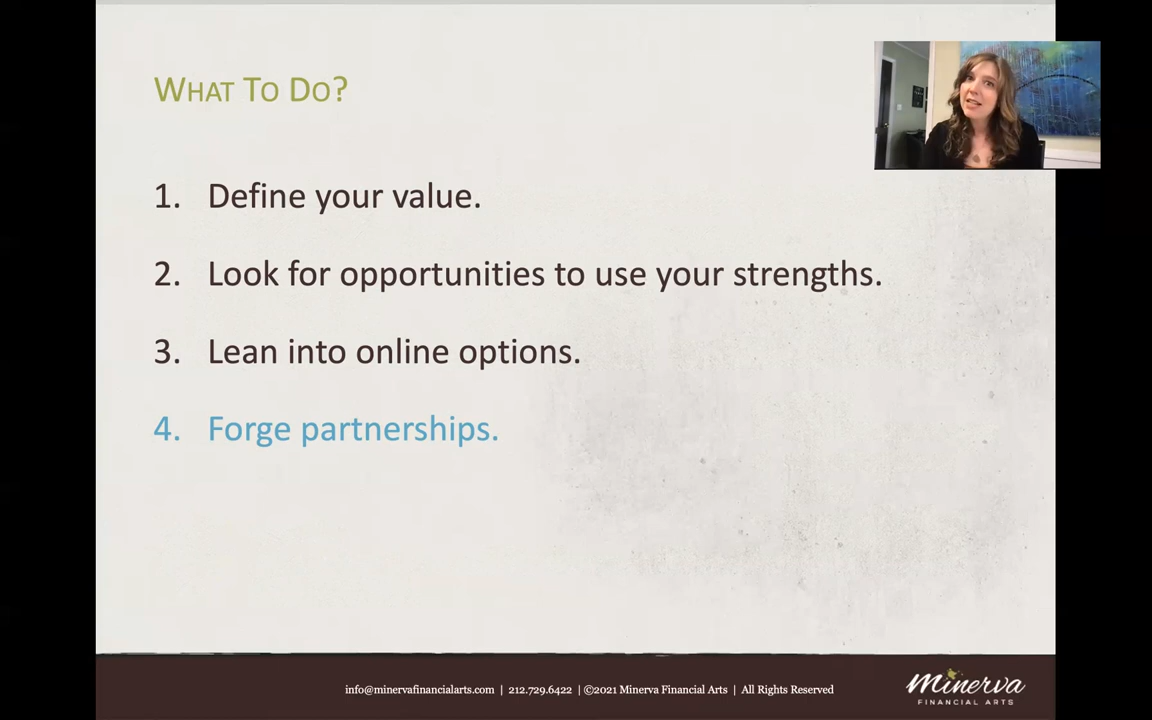 WHAT TO DO?
1. Define your value.
2. Look for opportunities to use your strengths.
3. Lean into online options.
4. Forge partnerships.
info@minervafinancialarts.com | 212.729.6422 | ©2021 Minerva Financial Arts | All Rights Reserved
Minerva
FINANCIAL ARTS